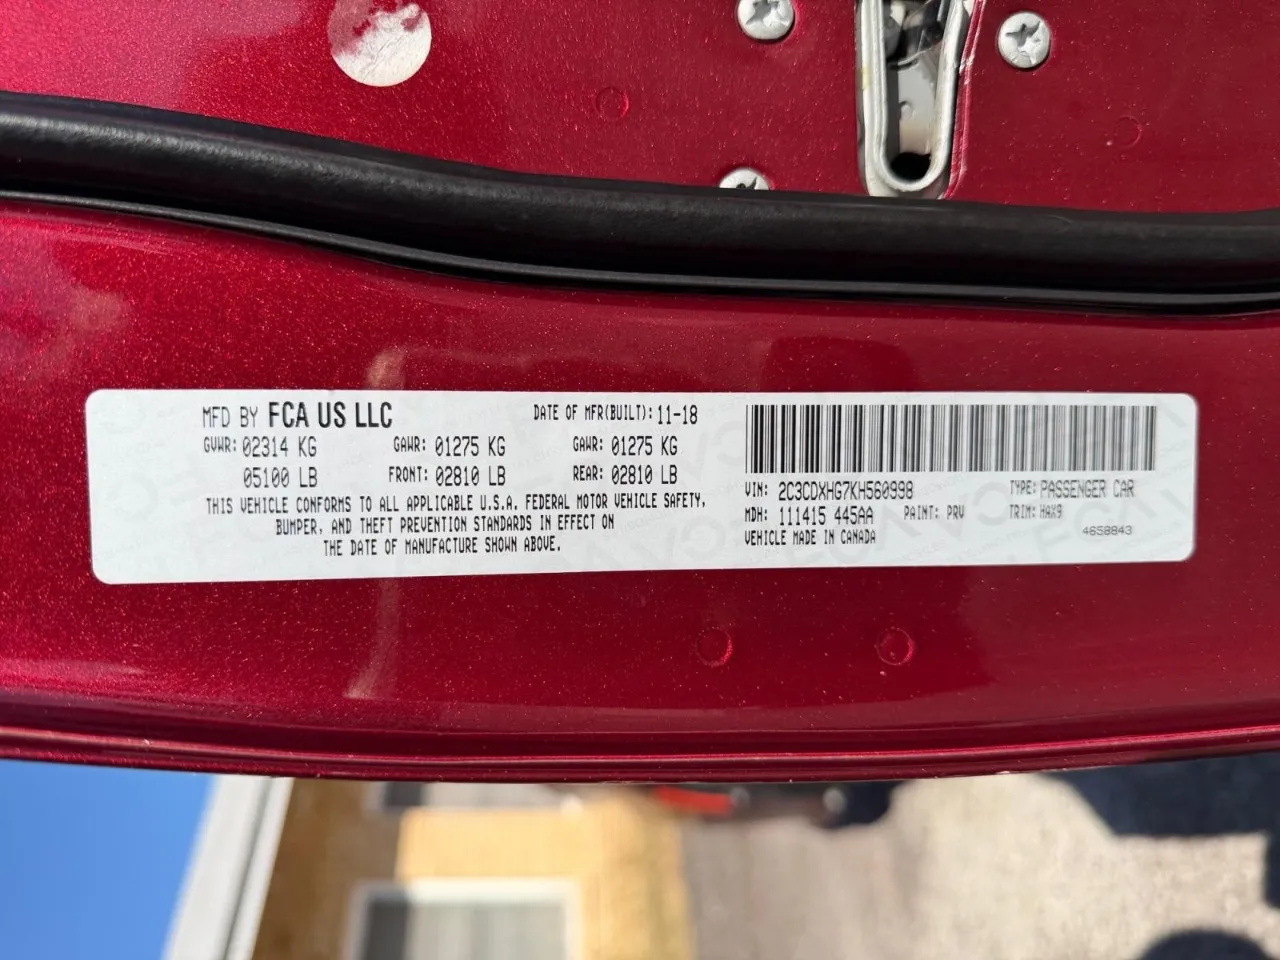 MFD BY FCA US LLC DATE OF MFR(BUILT): 11-18
GVWR: 02314 KG GAWR: 01275 KG GAWR: 01275 KG
05100 LB FRONT: 02810 LB REAR: 02810 LB
THIS VEHICLE CONFORMS TO ALL APPLICABLE U.S.A. FEDERAL MOTOR VEHICLE SAFETY,
BUMPER, AND THEFT PREVENTION STANDARDS IN EFFECT ON
THE DATE OF MANUFACTURE SHOWN ABOVE.
VIN: 2C3CDXHG7KH560998 TYPE: PASSENGER CAR
MDH: 111415 445AA PAINT: PRV TRIM: HAX9
VEHICLE MADE IN CANADA 4658843